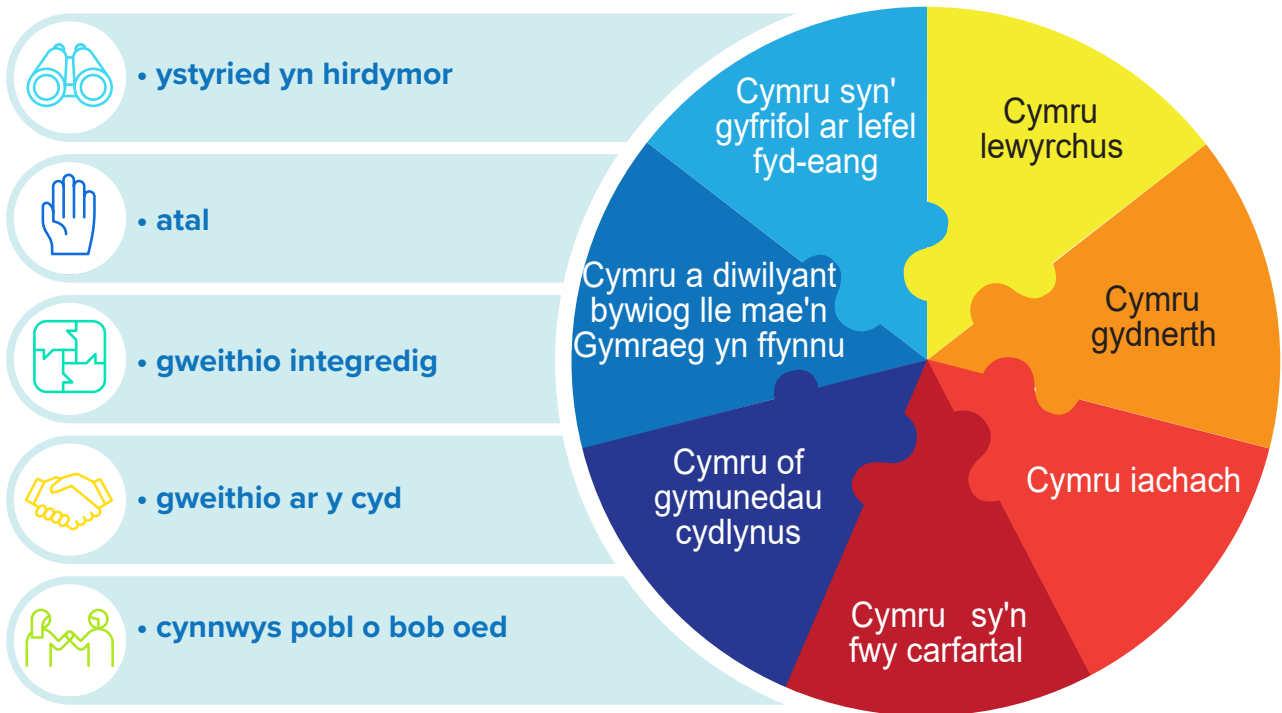 • ystyried yn hirdymor
• atal
• gweithio integredig
• gweithio ar y cyd
• cynnwys pobl o bob oed
Cymru syn'
gyfrifol ar lefel
fyd-eang
Cymru
lewyrchus
Cymru
gydnerth
Cymru iachach
Cymru sy'n
fwy carfartal
Cymru of
gymunedau
cydlynus
Cymru a diwilyant
bywiog lle mae'n
Gymraeg yn ffynnu